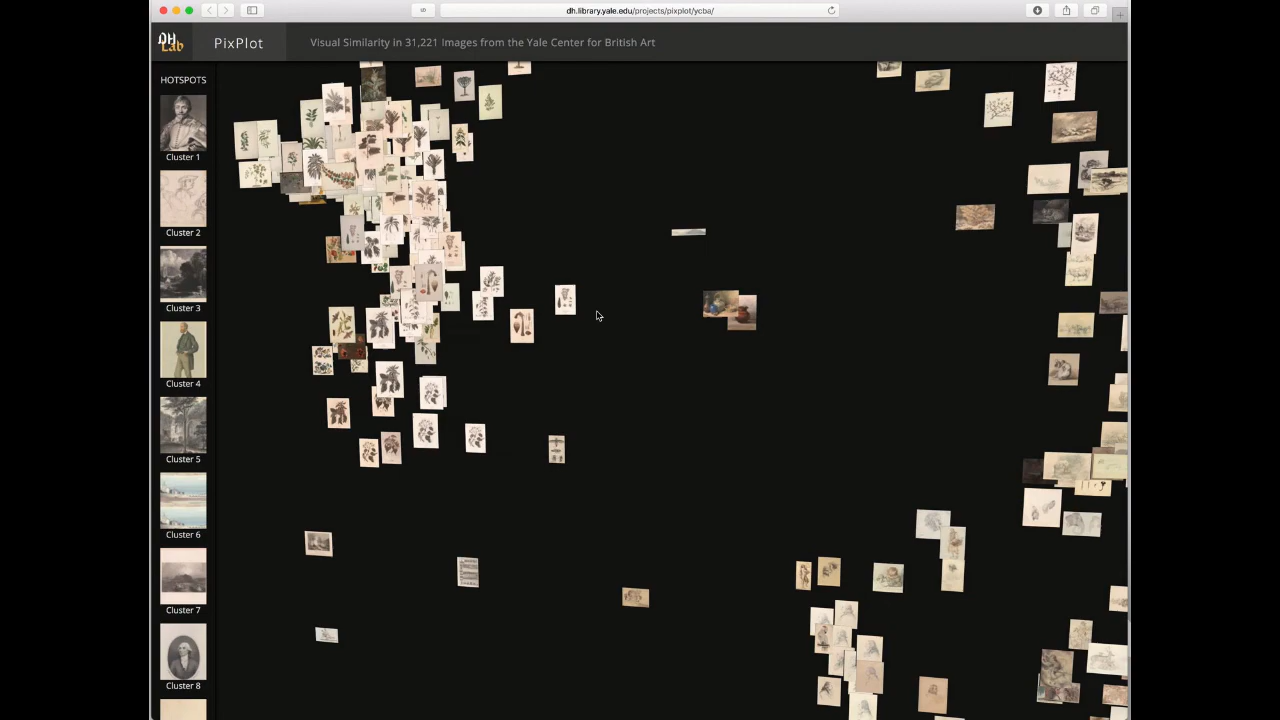 dh.library.yale.edu/projects/pixplot/ycba/
DH
Lab
PixPlot
Visual Similarity in 31,221 Images from the Yale Center for British Art
HOTSPOTS
Cluster 1
Cluster 2
Cluster 3
Cluster 4
Cluster 5
Cluster 6
Cluster 7
Cluster 8